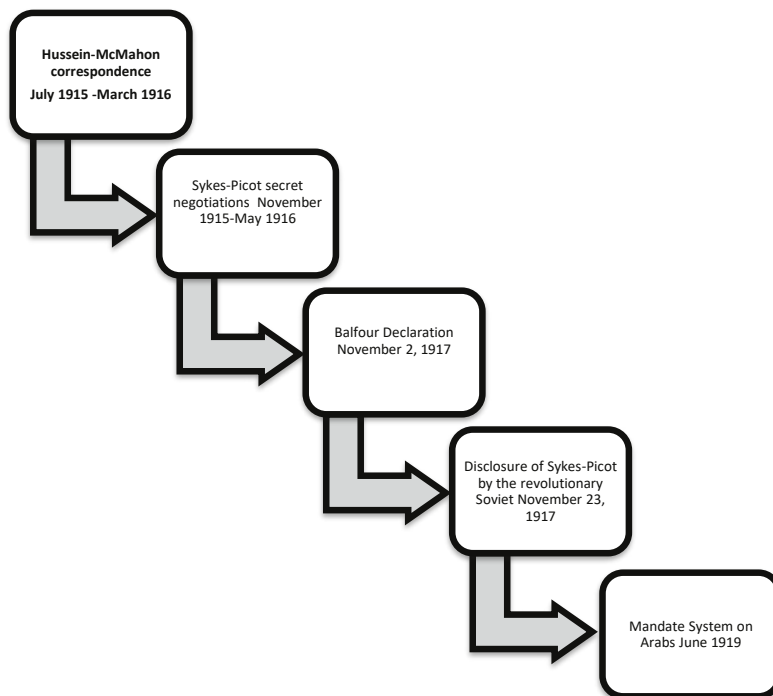 Hussein-McMahon
correspondence
July 1915 -March 1916
Sykes-Picot secret
negotiations November
1915-May 1916
Balfour Declaration
November 2, 1917
Disclosure of Sykes-Picot
by the revolutionary
Soviet November 23,
1917
Mandate System on
Arabs June 1919